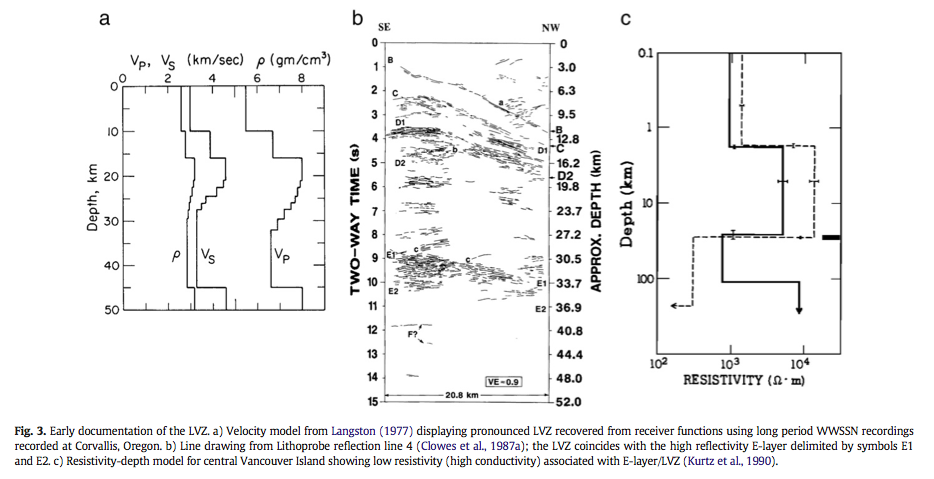 a
V_P, V_S (km/sec) ρ (gm/cm³)
0 2 4 6 8
0
10
20
30
40
50
Depth, km
ρ V_S V_P
b
SE NW
0
1
2
3
4
5
6
7
8
9
10
11
12
13
14
15
TWO-WAY TIME (s)
B
C
D1
D2
E1
E2
a
b
c
c
F?
VE~0.9
20.8 km
0
3.0
6.3
9.5
B
12.8
C
D1
16.2
D2
19.8
23.7
27.2
30.5
E1
33.7
36.9
E2
40.8
44.4
48.0
52.0
APPROX. DEPTH (km)
c
0.1
1
10
100
Depth (km)
10² 10³ 10⁴
RESISTIVITY (Ω·m)
Fig. 3. Early documentation of the LVZ. a) Velocity model from Langston (1977) displaying pronounced LVZ from receiver functions using long period WWSSN recordings
recorded at Corvallis, Oregon. b) Line drawing from Lithoprobe reflection line 4 (Clowes et al., 1987a); the LVZ coincides with the high reflectivity E-layer delimited by symbols E1
and E2. c) Resistivity-depth model for central Vancouver Island showing low resistivity (high conductivity) associated with E-layer/LVZ (Kurtz et al., 1990).